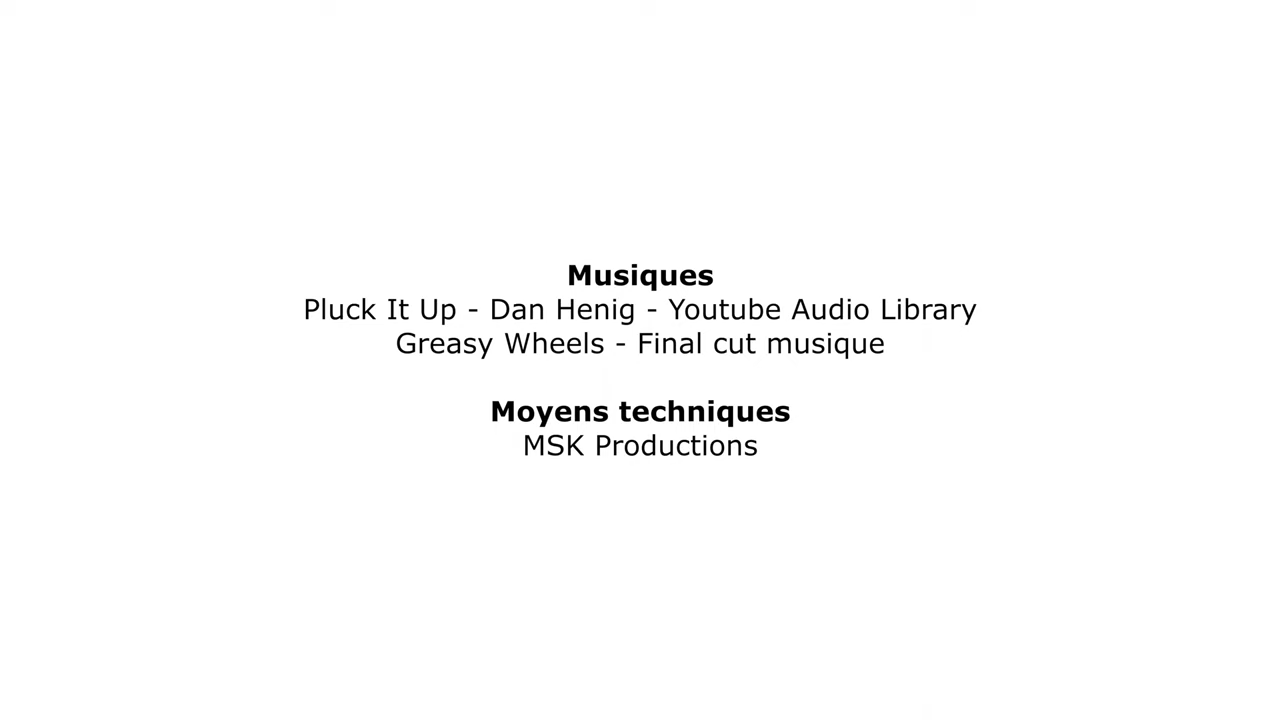 Musiques
Pluck It Up - Dan Henig - Youtube Audio Library
Greasy Wheels - Final cut musique
Moyens techniques
MSK Productions